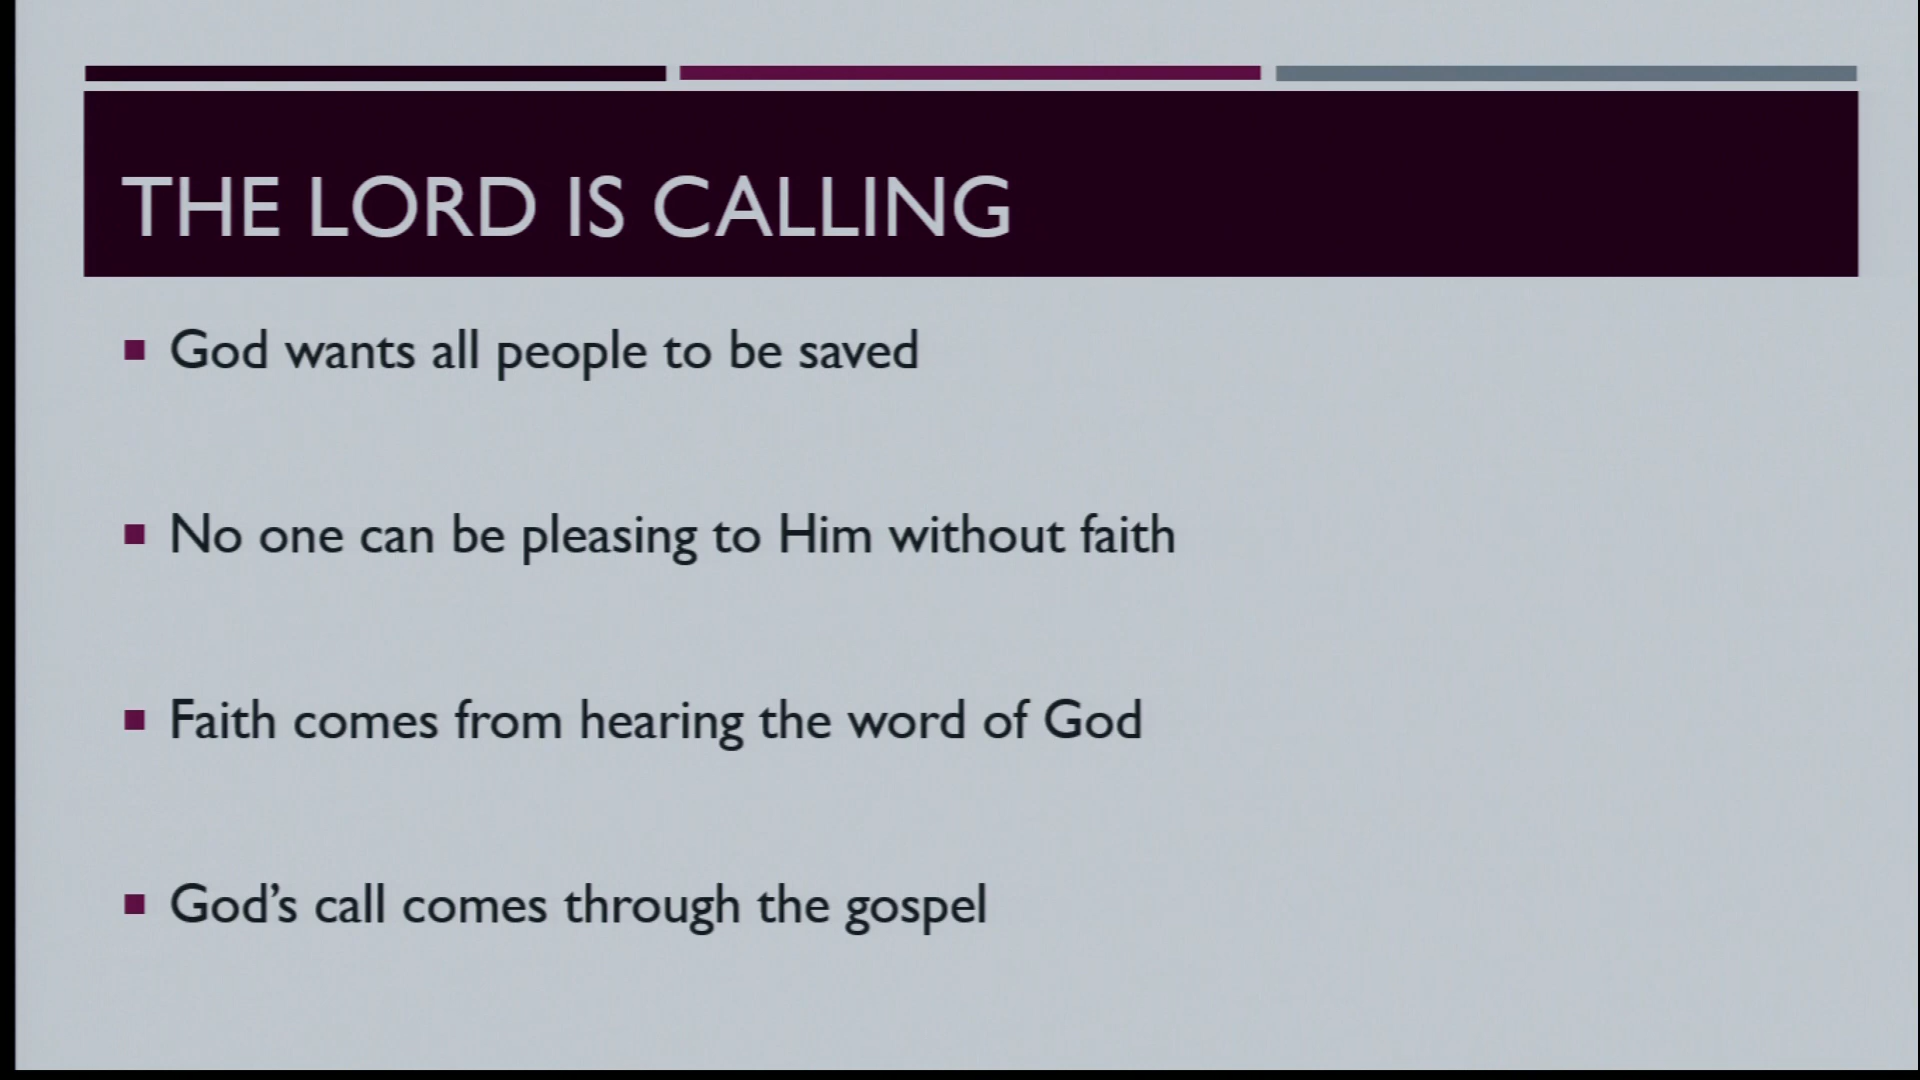 THE LORD IS CALLING
God wants all people to be saved
No one can be pleasing to Him without faith
Faith comes from hearing the word of God
God’s call comes through the gospel